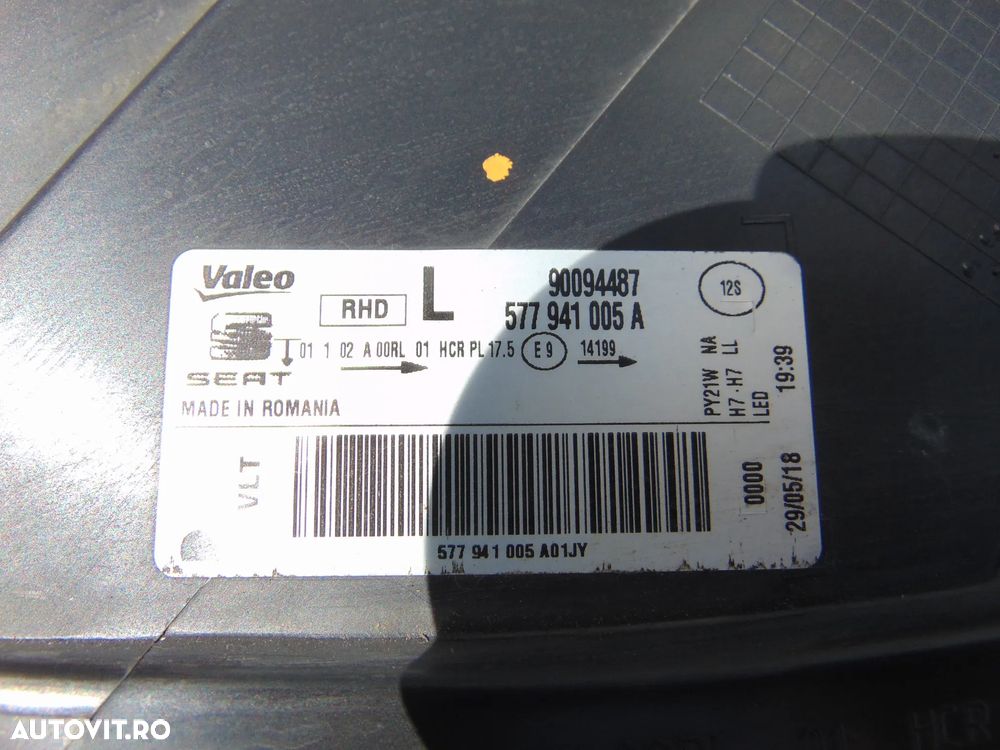 Valeo
RHD
L
90094487
577 941 005 A
12S
SEAT
01 1 02 A 00RL 01 HCR PL 17.5 E9 14199
MADE IN ROMANIA
PY21W NA
H7 - H7 LL
LED
19:39
VLT
0000
29/05/18
577 941 005 A01JY
HCR
AUTOVIT.RO